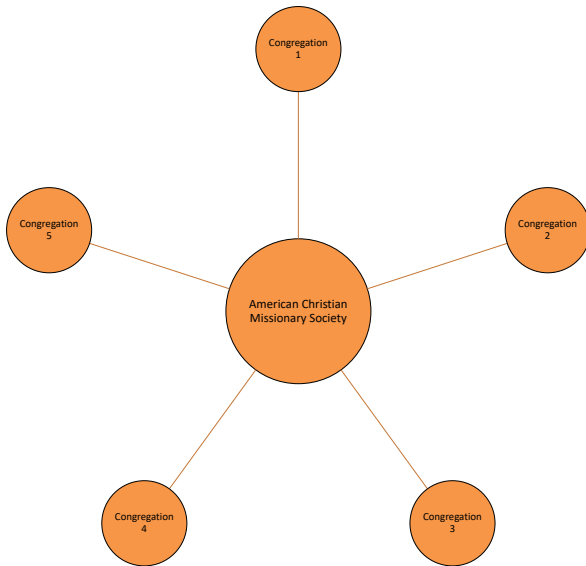 Congregation
1
Congregation
5
Congregation
2
American Christian
Missionary Society
Congregation
4
Congregation
3